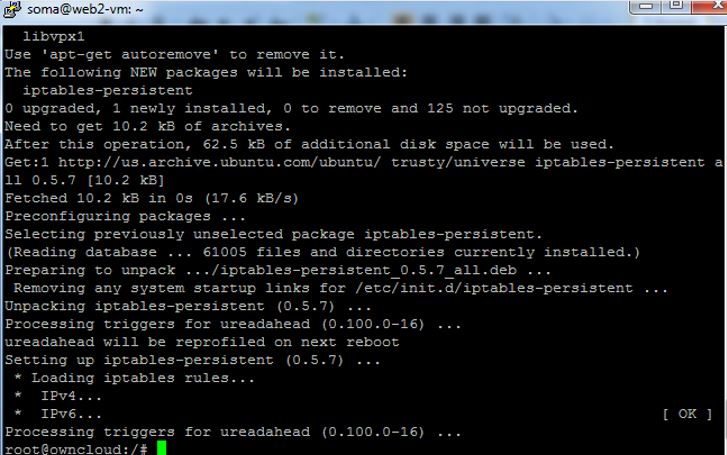 soma@web2-vm: ~
libvpx1
Use 'apt-get autoremove' to remove it.
The following NEW packages will be installed:
iptables-persistent
0 upgraded, 1 newly installed, 0 to remove and 125 not upgraded.
Need to get 10.2 kB of archives.
After this operation, 62.5 kB of additional disk space will be used.
Get:1 http://us.archive.ubuntu.com/ubuntu/ trusty/universe iptables-persistent a
ll 0.5.7 [10.2 kB]
Fetched 10.2 kB in 0s (17.6 kB/s)
Preconfiguring packages ...
Selecting previously unselected package iptables-persistent.
(Reading database ... 61005 files and directories currently installed.)
Preparing to unpack .../iptables-persistent_0.5.7_all.deb ...
Removing any system startup links for /etc/init.d/iptables-persistent ...
Unpacking iptables-persistent (0.5.7) ...
Processing triggers for ureadahead (0.100.0-16) ...
ureadahead will be reprofiled on next reboot
Setting up iptables-persistent (0.5.7) ...
* Loading iptables rules...
*  IPv4...
*  IPv6... [ OK ]
Processing triggers for ureadahead (0.100.0-16) ...
root@owncloud:/#